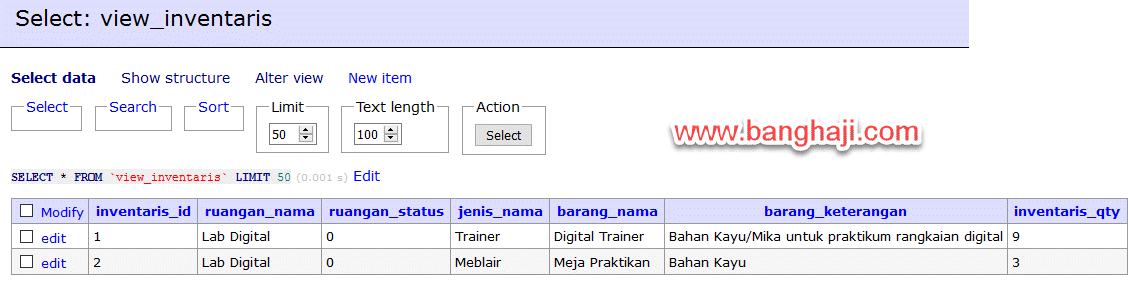 Select: view_inventaris
Select data Show structure Alter view New item
Select Search Sort Limit Text length Action
50 100 Select
www.banghaji.com
SELECT * FROM `view_inventaris` LIMIT 50 (0.001 s) Edit
Modify inventaris_id ruangan_nama ruangan_status jenis_nama barang_nama barang_keterangan inventaris_qty
edit 1 Lab Digital 0 Trainer Digital Trainer Bahan Kayu/Mika untuk praktikum rangkaian digital 9
edit 2 Lab Digital 0 Meblair Meja Praktikan Bahan Kayu 3